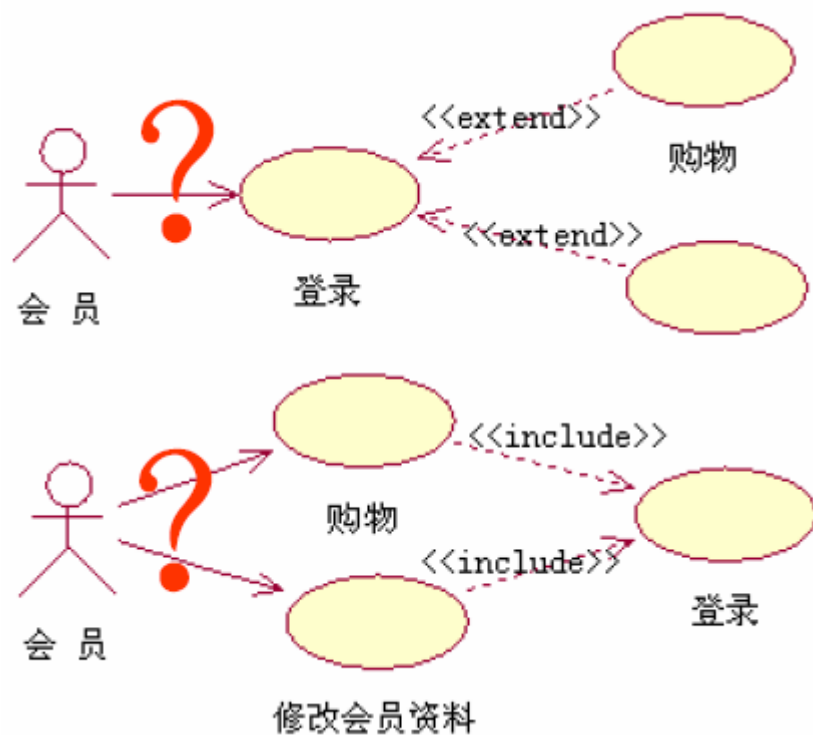 <<extend>>
购物
?
<<extend>>
登录
会 员
<<include>>
?
购物
<<include>>
登录
会 员
修改会员资料